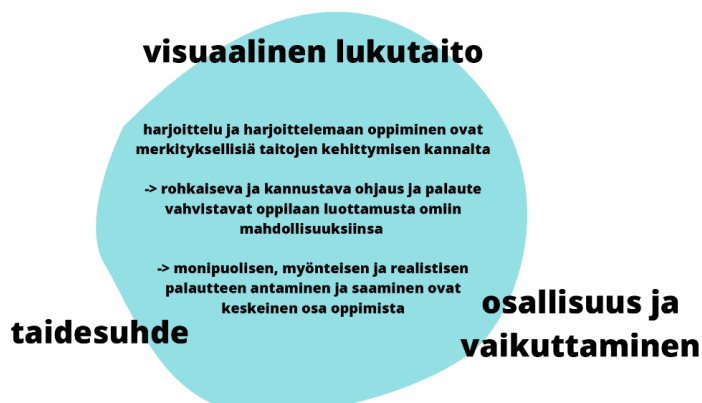 visuaalinen lukutaito
harjoittelu ja harjoittelemaan oppiminen ovat
merkityksellisiä taitojen kehittymisen kannalta
-> rohkaiseva ja kannustava ohjaus ja palaute
vahvistavat oppilaan luottamusta omiin
mahdollisuuksiinsa
-> monipuolisen, myönteisen ja realistisen
palautteen antaminen ja saaminen ovat
keskeinen osa oppimista
taidesuhde
osallisuus ja
vaikuttaminen